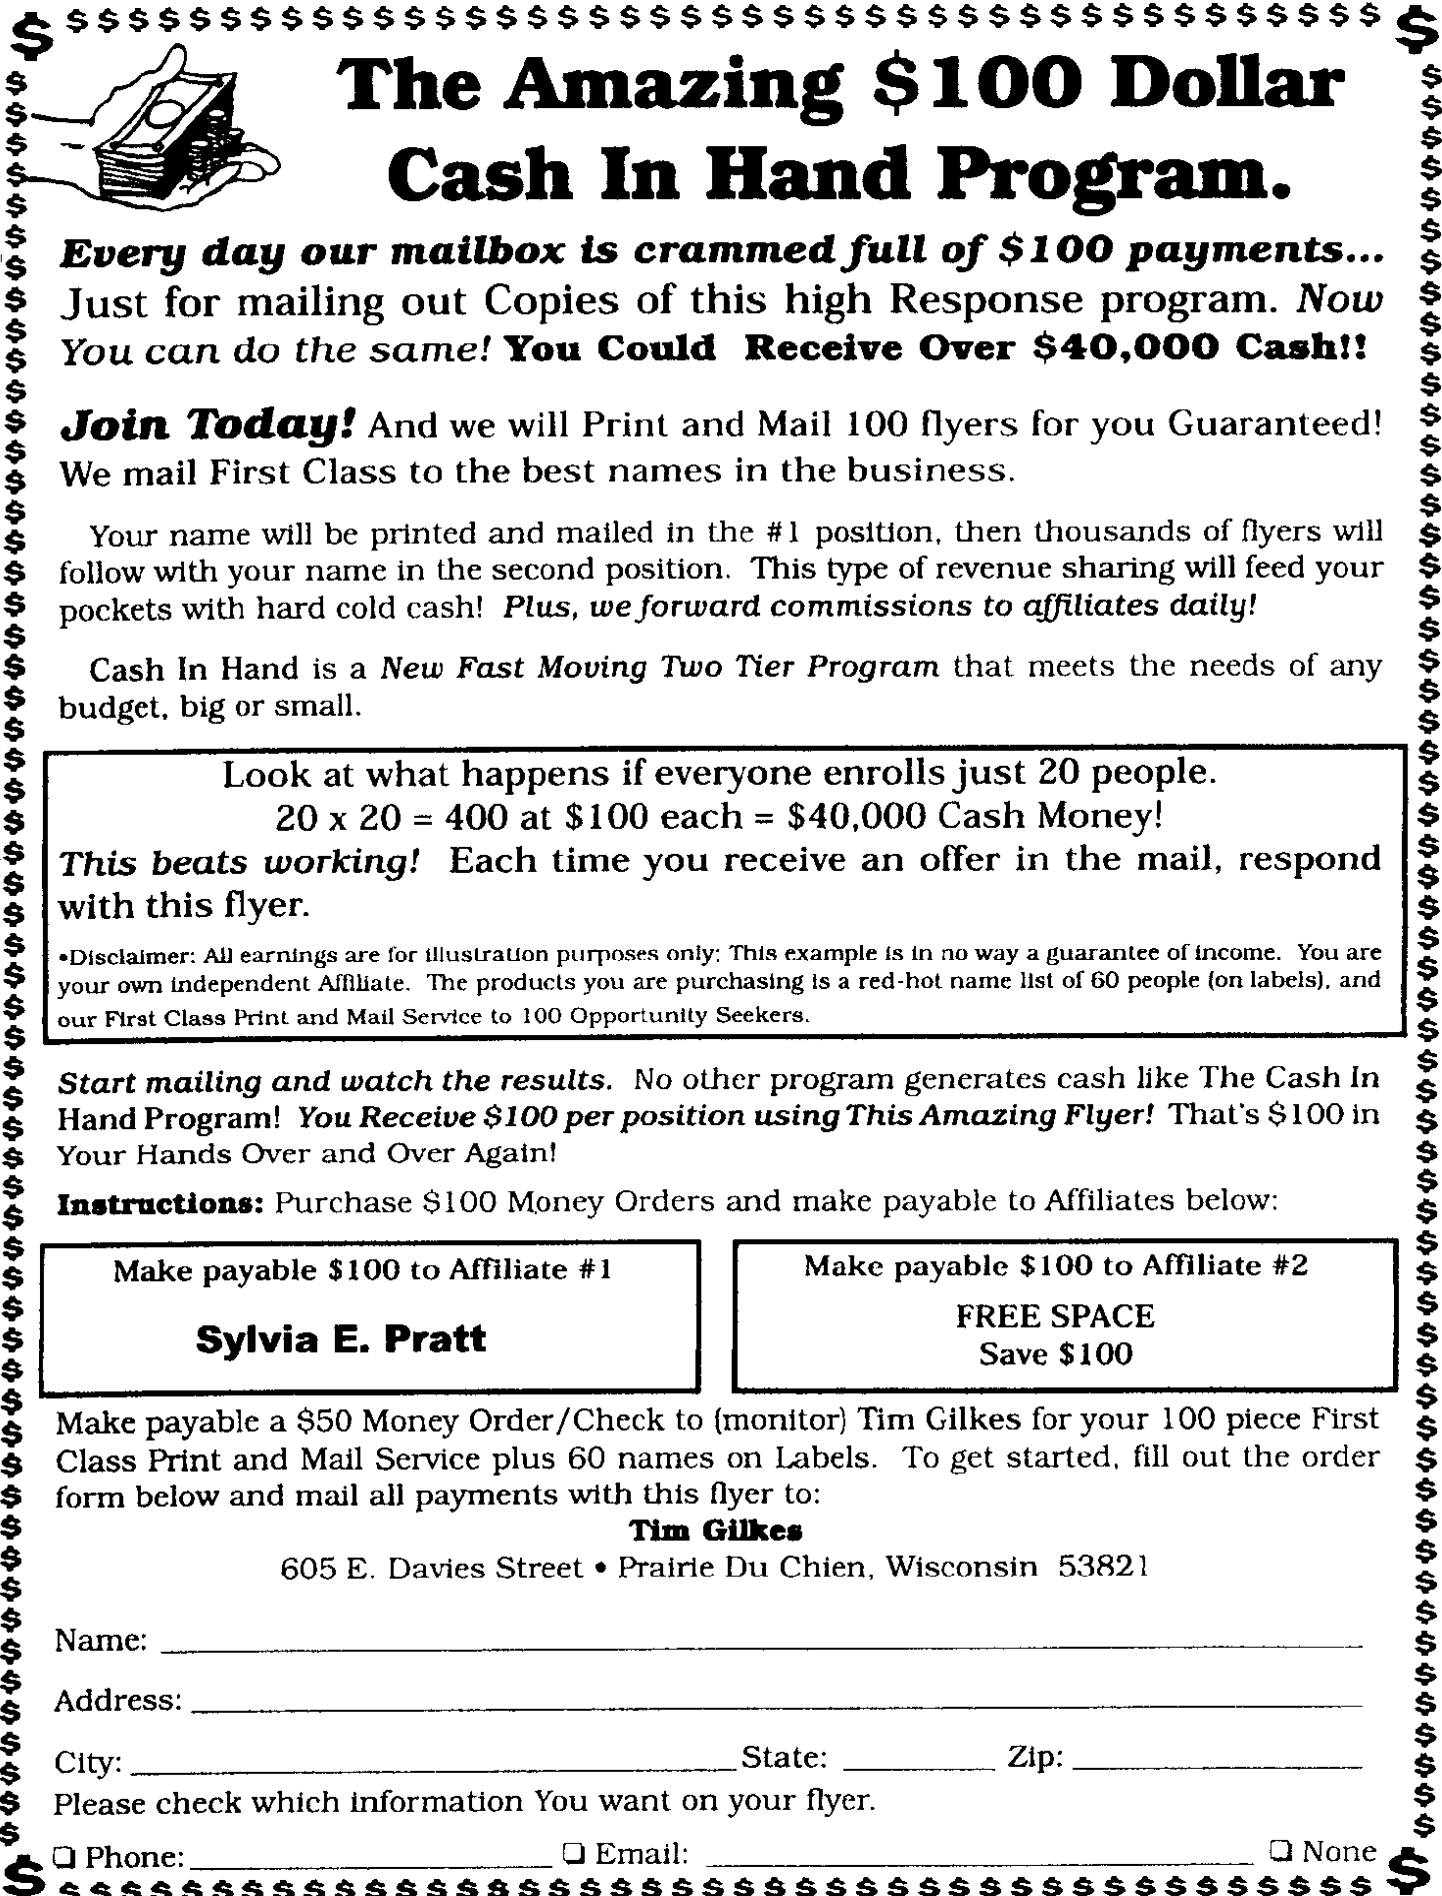 The Amazing $100 Dollar
Cash In Hand Program.
Every day our mailbox is crammed full of $100 payments...
Just for mailing out Copies of this high Response program. Now
You can do the same! You Could Receive Over $40,000 Cash!!
Join Today! And we will Print and Mail 100 flyers for you Guaranteed!
We mail First Class to the best names in the business.
Your name will be printed and mailed in the #1 position, then thousands of flyers will
follow with your name in the second position. This type of revenue sharing will feed your
pockets with hard cold cash! Plus, we forward commissions to affiliates daily!
Cash In Hand is a New Fast Moving Two Tier Program that meets the needs of any
budget, big or small.
Look at what happens if everyone enrolls just 20 people.
20 x 20 = 400 at $100 each = $40,000 Cash Money!
This beats working! Each time you receive an offer in the mail, respond
with this flyer.
•Disclaimer: All earnings are for illustration purposes only; This example is in no way a guarantee of income. You are
your own independent Affiliate. The products you are purchasing is a red-hot name list of 60 people (on labels), and
our First Class Print and Mail Service to 100 Opportunity Seekers.
Start mailing and watch the results. No other program generates cash like The Cash In
Hand Program! You Receive $100 per position using This Amazing Flyer! That's $100 in
Your Hands Over and Over Again!
Instructions: Purchase $100 Money Orders and make payable to Affiliates below:
Make payable $100 to Affiliate #1
Sylvia E. Pratt
Make payable $100 to Affiliate #2
FREE SPACE
Save $100
Make payable a $50 Money Order/Check to (monitor) Tim Gilkes for your 100 piece First
Class Print and Mail Service plus 60 names on Labels. To get started, fill out the order
form below and mail all payments with this flyer to:
Tim Gilkes
605 E. Davies Street • Prairie Du Chien, Wisconsin 53821
Name:
Address:
City: State: Zip:
Please check which information You want on your flyer.
❏ Phone: ❏ Email: ❏ None